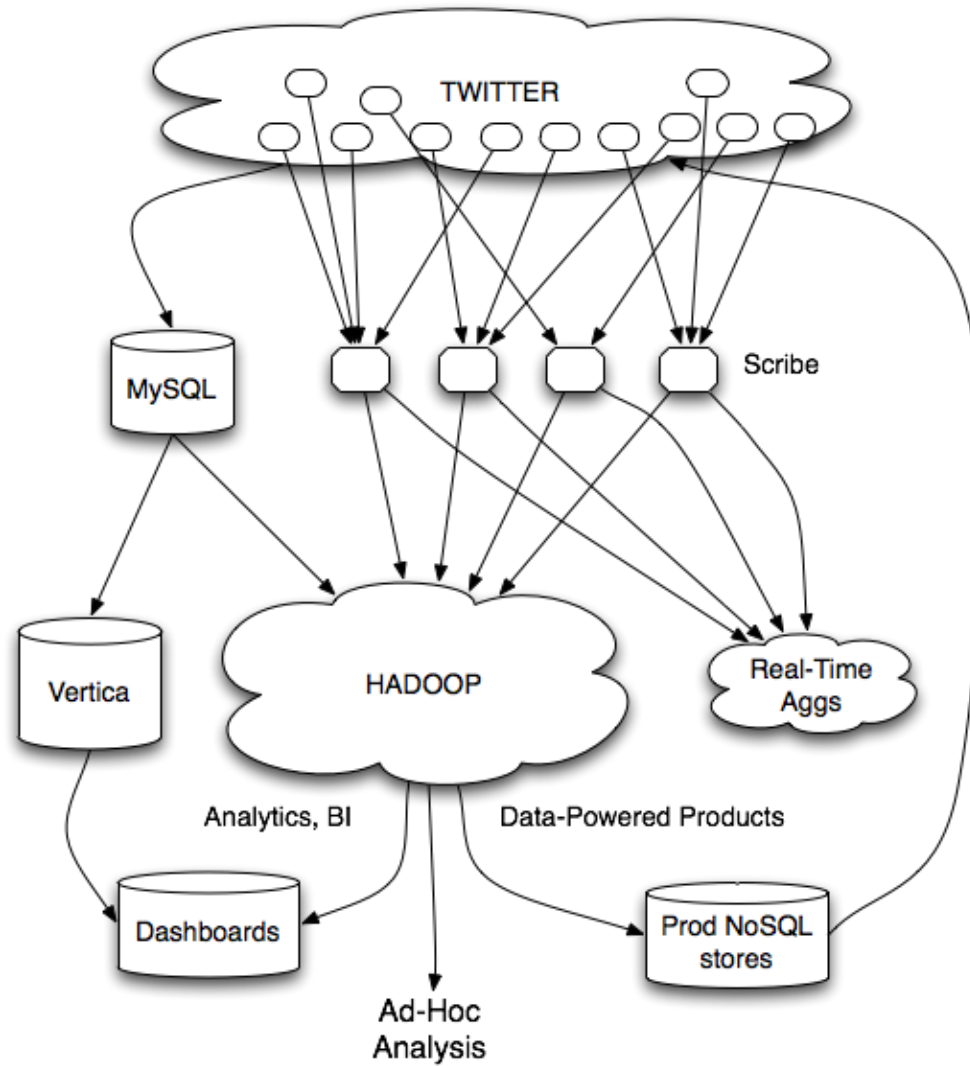 TWITTER
MySQL
Scribe
Vertica
HADOOP
Real-Time
Aggs
Analytics, BI
Data-Powered Products
Dashboards
Prod NoSQL
stores
Ad-Hoc
Analysis